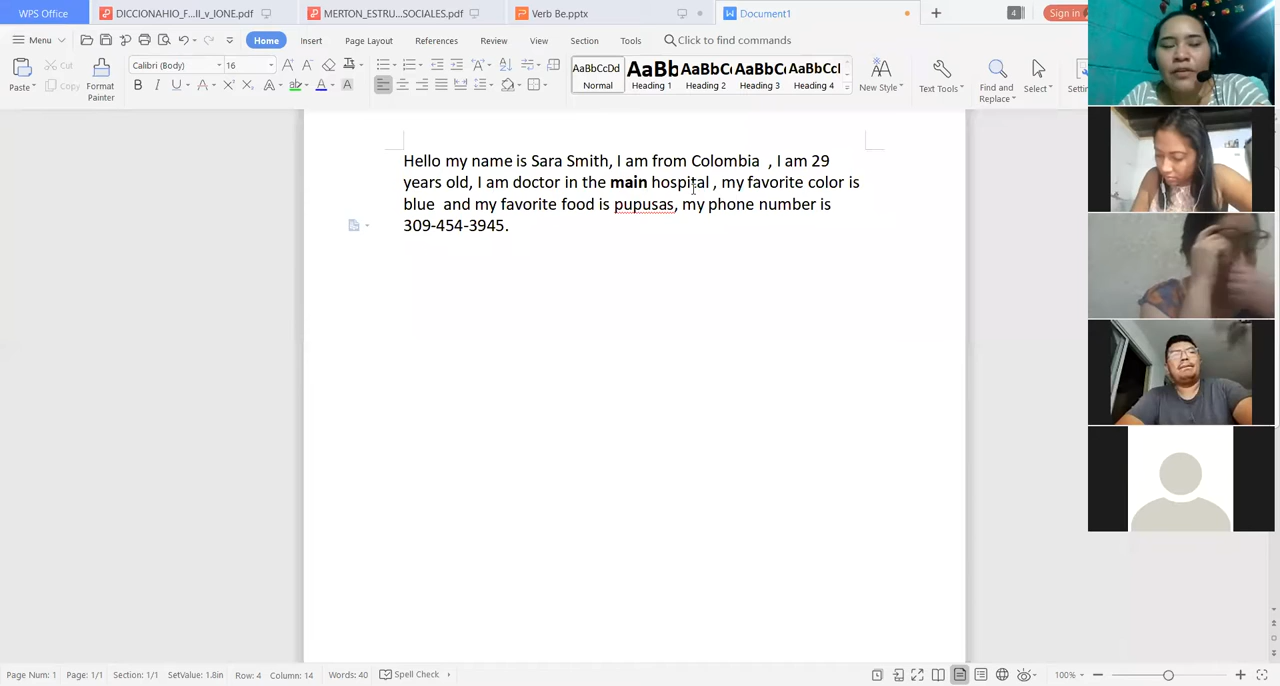 WPS Office DICCIONAHIO_F...II_v_IONE.pdf MERTON_ESTRU...SOCIALES.pdf Verb Be.pptx Document1 + 4 Sign in
Menu Home Insert Page Layout References Review View Section Tools Click to find commands
Paste Cut Copy Format Painter Calibri (Body) 16 AaBbCcDd Normal AaBb Heading 1 AaBbC Heading 2 AaBbC Heading 3 AaBbCcI Heading 4 New Style Text Tools Find and Replace Select Settin
Hello my name is Sara Smith, I am from Colombia , I am 29
years old, I am doctor in the main hospital , my favorite color is
blue and my favorite food is pupusas, my phone number is
309-454-3945.
Page Num: 1 Page: 1/1 Section: 1/1 SetValue: 1.8in Row: 4 Column: 14 Words: 40 Spell Check 100%